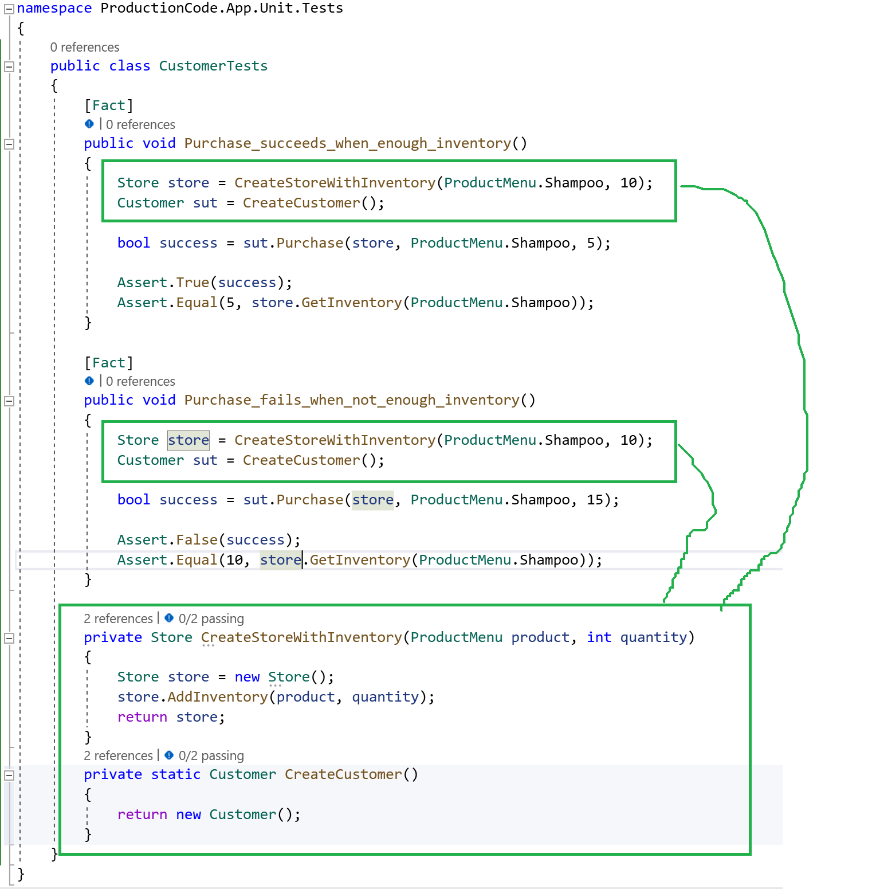 namespace ProductionCode.App.Unit.Tests
{
0 references
public class CustomerTests
{
[Fact]
| 0 references
public void Purchase_succeeds_when_enough_inventory()
{
Store store = CreateStoreWithInventory(ProductMenu.Shampoo, 10);
Customer sut = CreateCustomer();
bool success = sut.Purchase(store, ProductMenu.Shampoo, 5);
Assert.True(success);
Assert.Equal(5, store.GetInventory(ProductMenu.Shampoo));
}
[Fact]
| 0 references
public void Purchase_fails_when_not_enough_inventory()
{
Store store = CreateStoreWithInventory(ProductMenu.Shampoo, 10);
Customer sut = CreateCustomer();
bool success = sut.Purchase(store, ProductMenu.Shampoo, 15);
Assert.False(success);
Assert.Equal(10, store.GetInventory(ProductMenu.Shampoo));
}
2 references | 0/2 passing
private Store CreateStoreWithInventory(ProductMenu product, int quantity)
{
Store store = new Store();
store.AddInventory(product, quantity);
return store;
}
2 references | 0/2 passing
private static Customer CreateCustomer()
{
return new Customer();
}
}
}